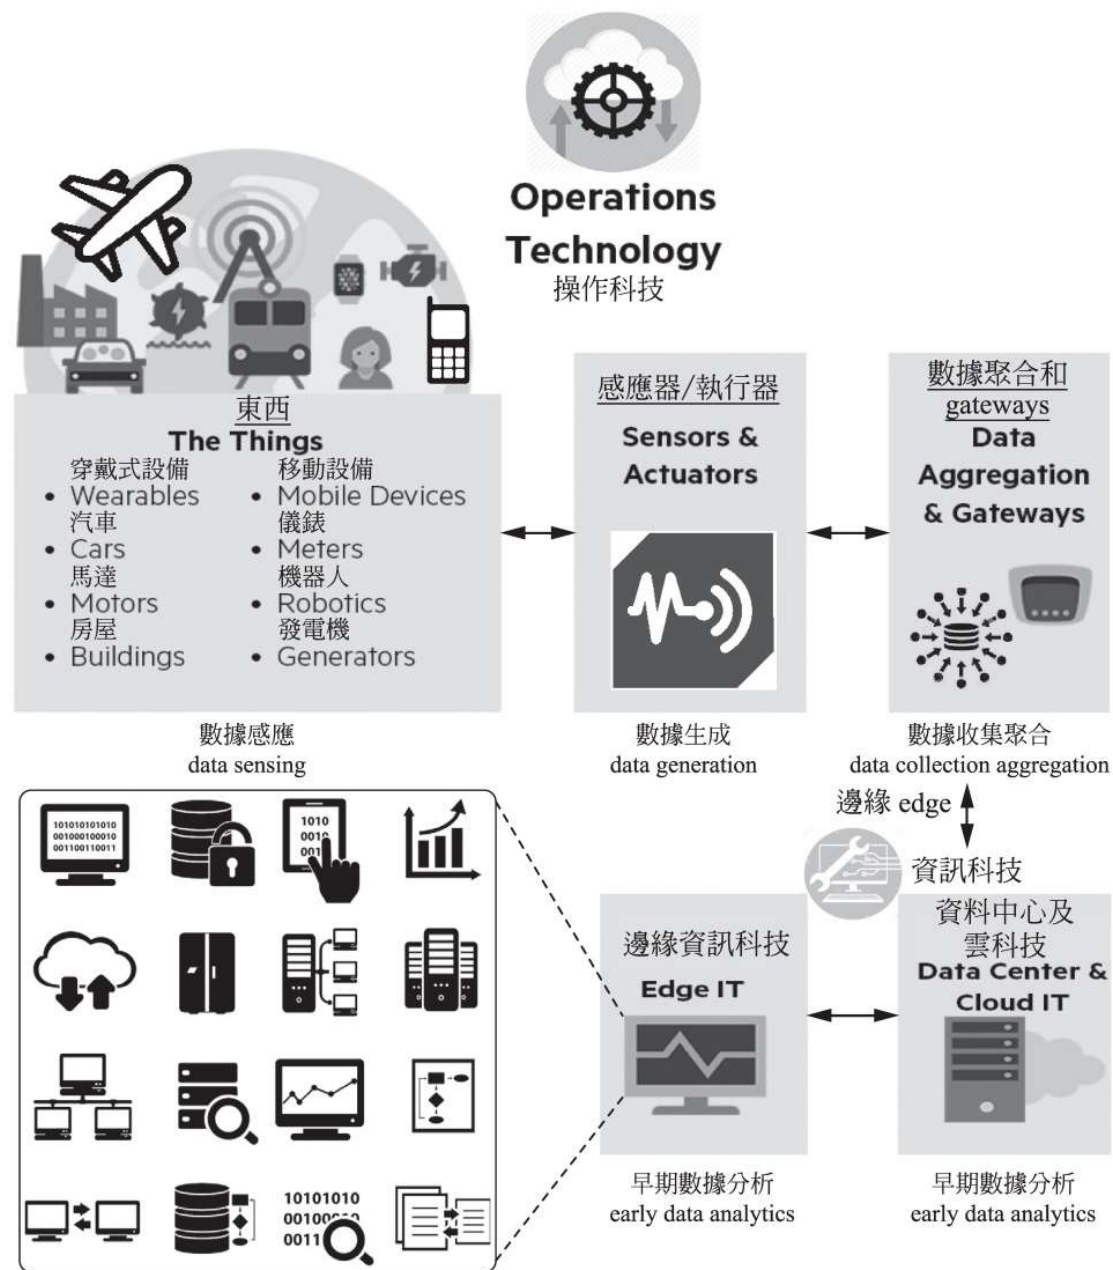 Operations
Technology
操作科技
東西
The Things
穿戴式設備
• Wearables
汽車
• Cars
馬達
• Motors
房屋
• Buildings
移動設備
• Mobile Devices
儀錶
• Meters
機器人
• Robotics
發電機
• Generators
數據感應
data sensing
感應器/執行器
Sensors &
Actuators
數據生成
data generation
數據聚合和
gateways
Data
Aggregation
& Gateways
數據收集聚合
data collection aggregation
邊緣 edge
資訊科技
資料中心及
雲科技
Data Center &
Cloud IT
早期數據分析
early data analytics
邊緣資訊科技
Edge IT
早期數據分析
early data analytics
101010101010
001000100010
001100110011
1010
0010
001
10101010
0010001
0011